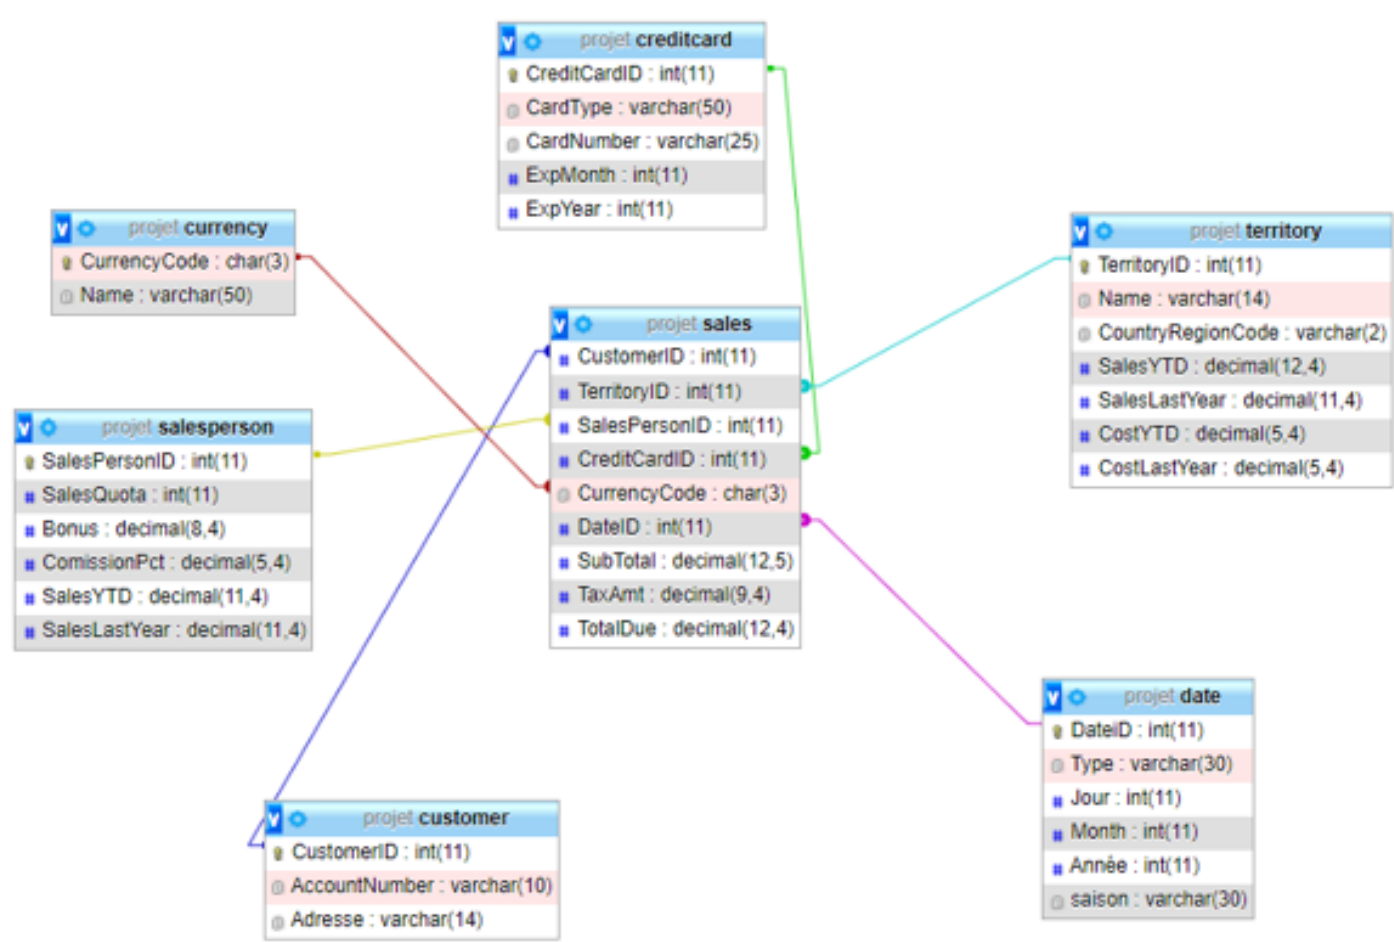 projet creditcard
CreditCardID : int(11)
CardType : varchar(50)
CardNumber : varchar(25)
ExpMonth : int(11)
ExpYear : int(11)
projet currency
CurrencyCode : char(3)
Name : varchar(50)
projet territory
TerritoryID : int(11)
Name : varchar(14)
CountryRegionCode : varchar(2)
SalesYTD : decimal(12,4)
SalesLastYear : decimal(11,4)
CostYTD : decimal(5,4)
CostLastYear : decimal(5,4)
projet sales
CustomerID : int(11)
TerritoryID : int(11)
SalesPersonID : int(11)
CreditCardID : int(11)
CurrencyCode : char(3)
DateID : int(11)
SubTotal : decimal(12,5)
TaxAmt : decimal(9,4)
TotalDue : decimal(12,4)
projet salesperson
SalesPersonID : int(11)
SalesQuota : int(11)
Bonus : decimal(8,4)
ComissionPct : decimal(5,4)
SalesYTD : decimal(11,4)
SalesLastYear : decimal(11,4)
projet date
DateiD : int(11)
Type : varchar(30)
Jour : int(11)
Month : int(11)
Année : int(11)
saison : varchar(30)
projet customer
CustomerID : int(11)
AccountNumber : varchar(10)
Adresse : varchar(14)